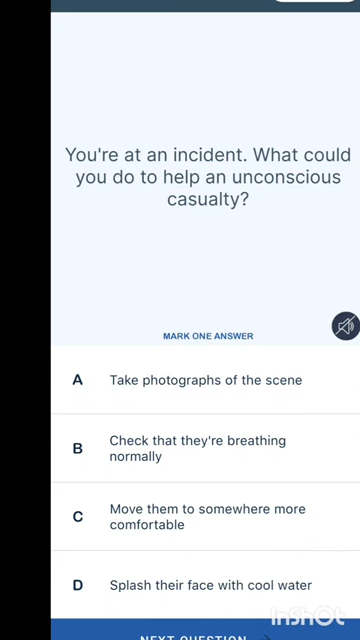 You're at an incident. What could
you do to help an unconscious
casualty?
MARK ONE ANSWER
A Take photographs of the scene
B Check that they're breathing
normally
C Move them to somewhere more
comfortable
D Splash their face with cool water
NEXT QUESTION
InShOt